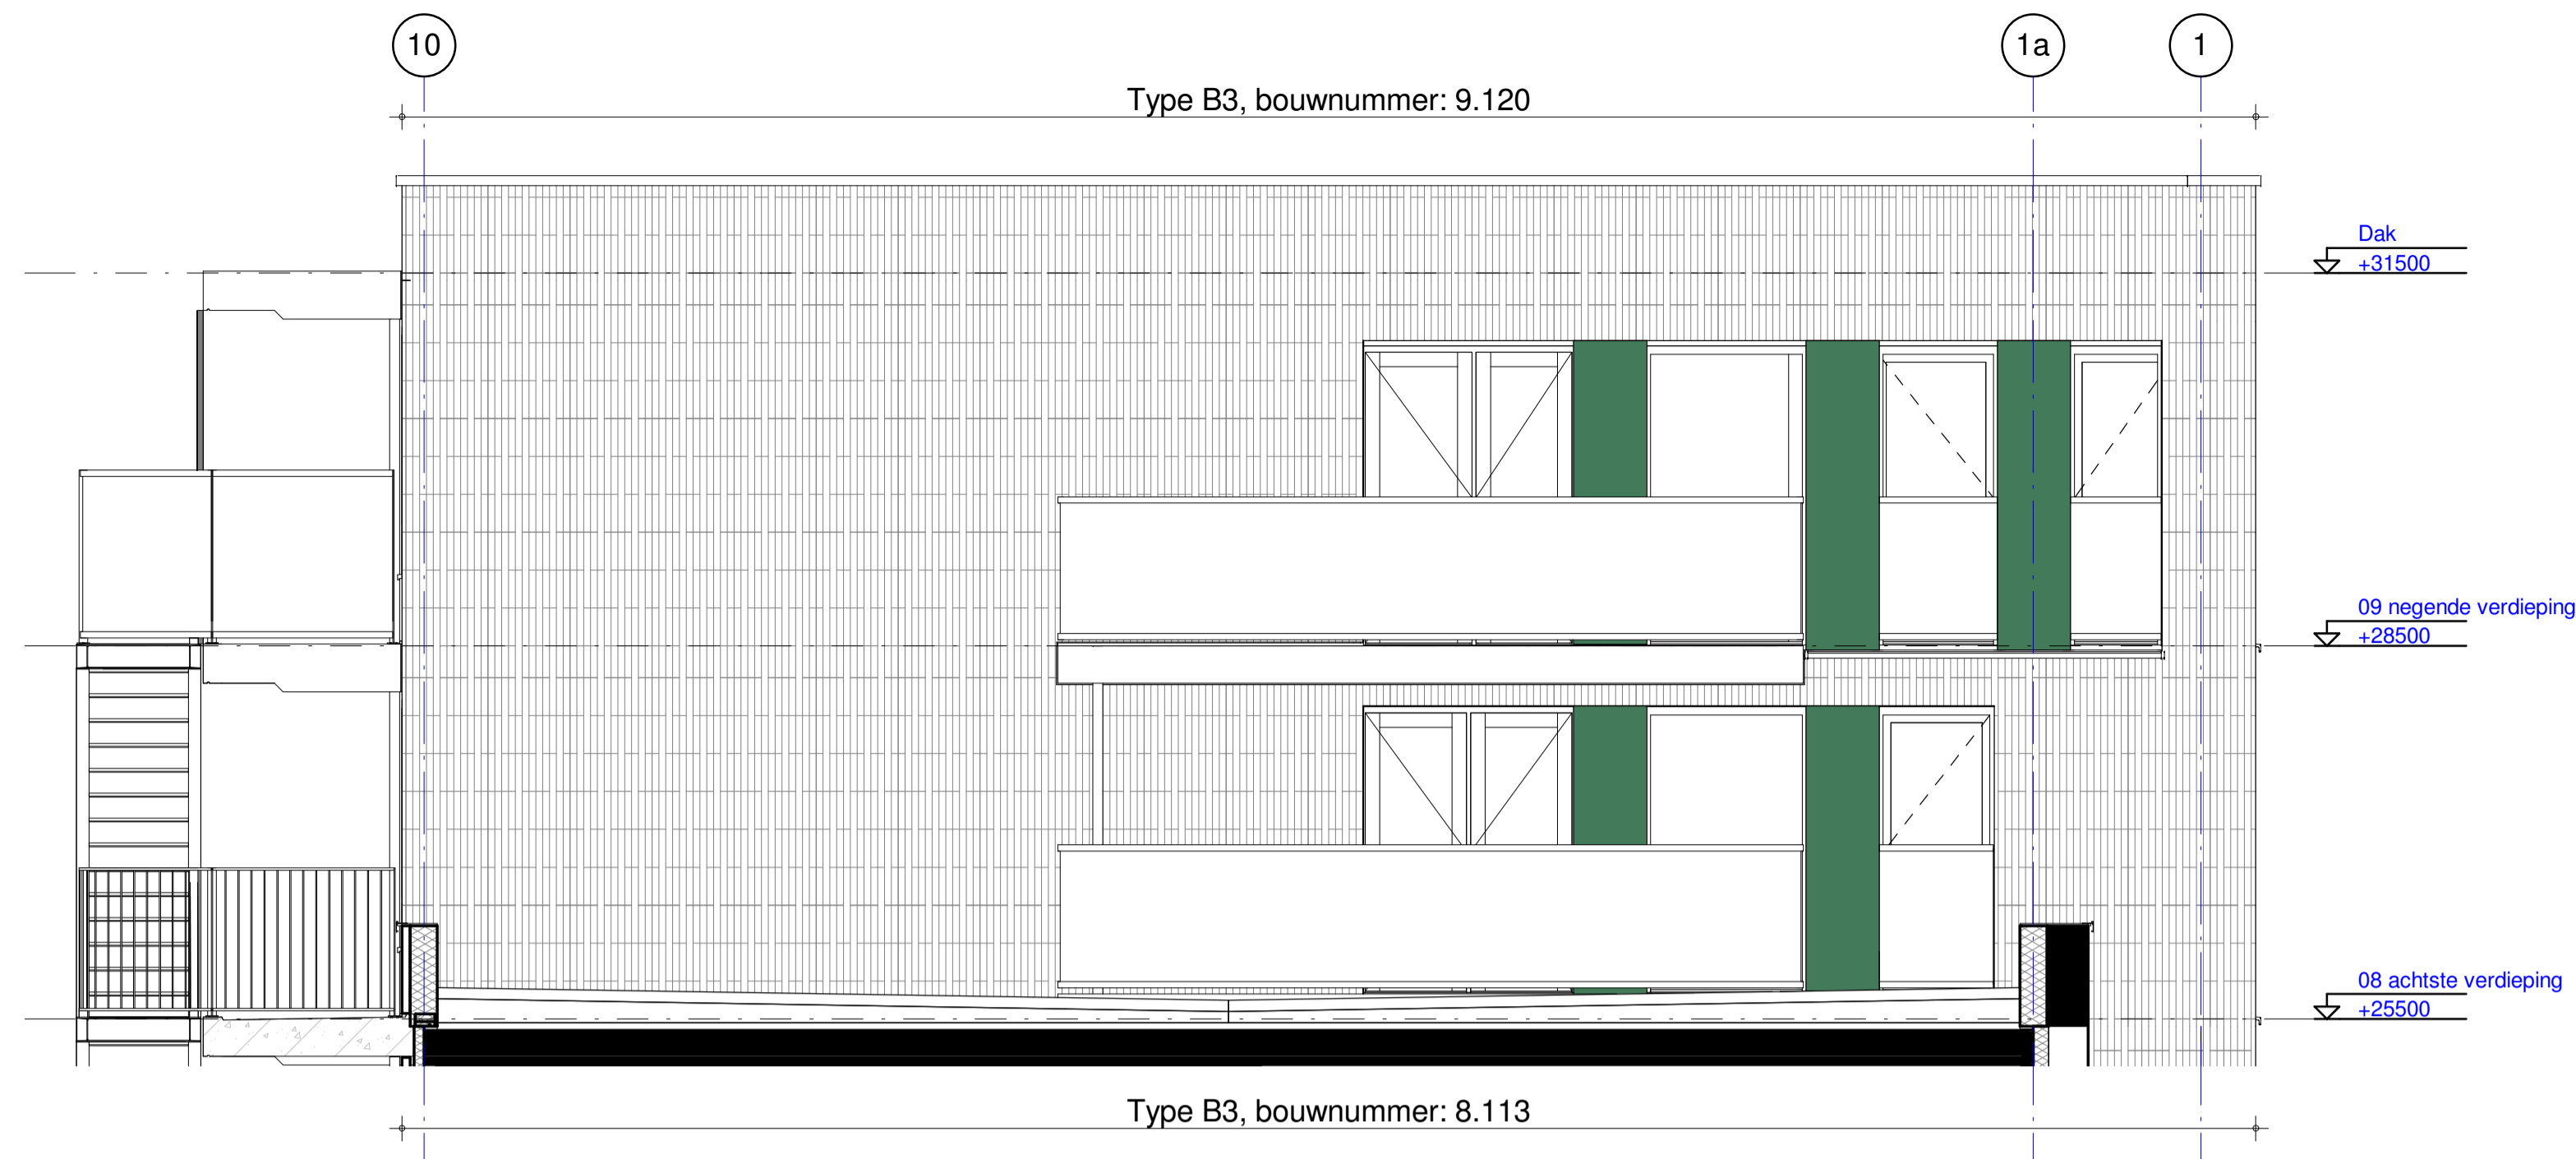 10
1a
1
Type B3, bouwnummer: 9.120
Dak
+31500
09 negende verdieping
+28500
08 achtste verdieping
+25500
Type B3, bouwnummer: 8.113